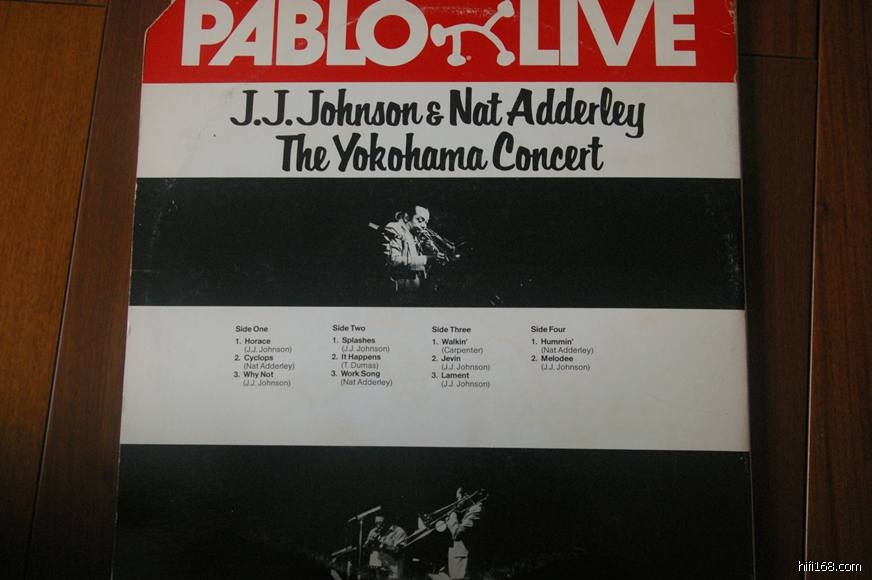 PABLO LIVE
J.J. Johnson & Nat Adderley
The Yokohama Concert
Side One
1. Horace
(J.J. Johnson)
2. Cyclops
(Nat Adderley)
3. Why Not
(J.J. Johnson)
Side Two
1. Splashes
(J.J. Johnson)
2. It Happens
(T. Dumas)
3. Work Song
(Nat Adderley)
Side Three
1. Walkin'
(Carpenter)
2. Jevin
(J.J. Johnson)
3. Lament
(J.J. Johnson)
Side Four
1. Hummin'
(Nat Adderley)
2. Melodee
(J.J. Johnson)
hifi168.com